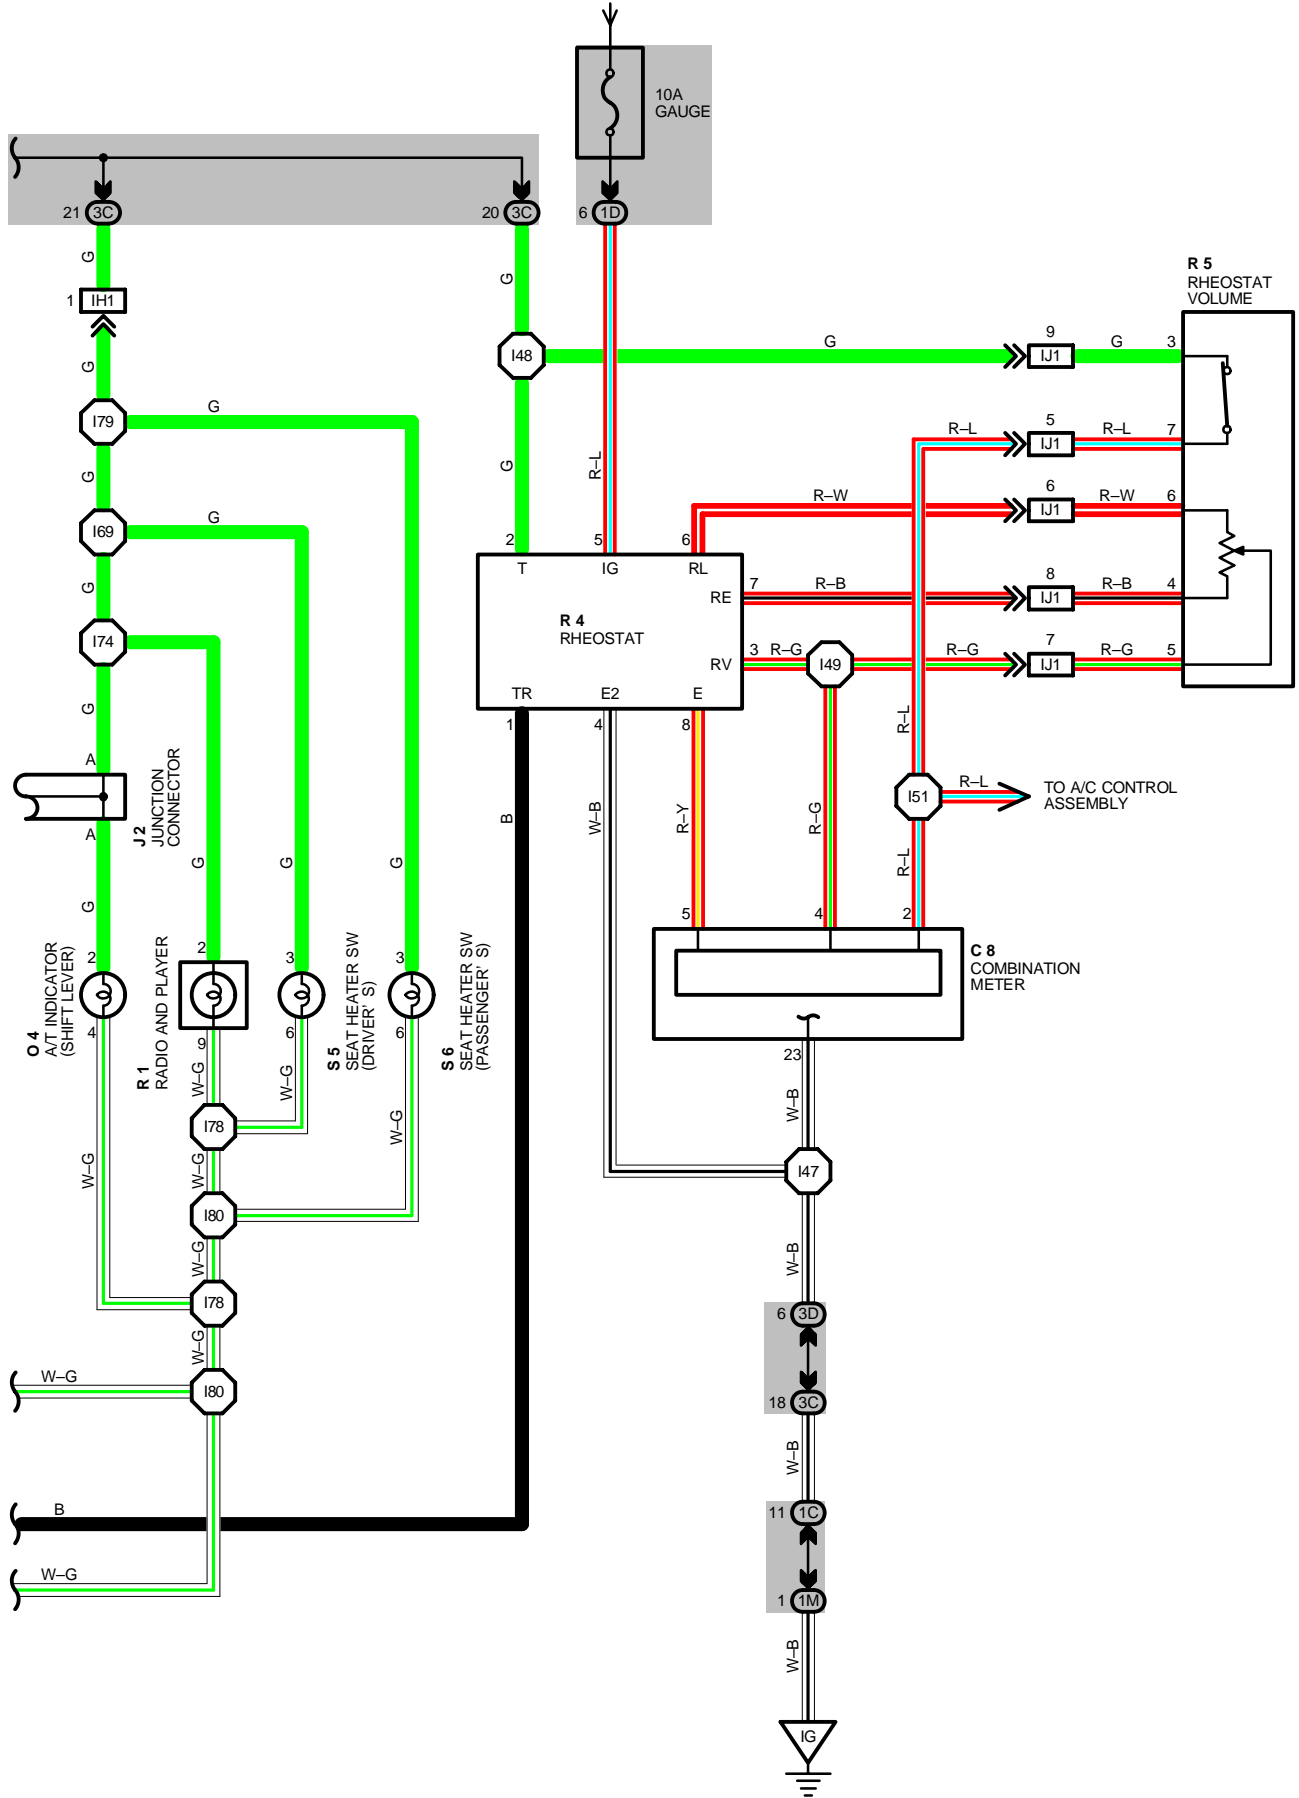 10A
GAUGE
21 3C
20 3C
6 1D
G
G
R–L
1 IH1
G
R 5
RHEOSTAT
VOLUME
I48
G
9
IJ1
G
3
I79
G
G
G
R–L
5
IJ1
R–L
7
R–W
6
IJ1
R–W
6
I69
G
G
2
5
6
T
IG
RL
R 4
RHEOSTAT
RE
7
R–B
8
IJ1
R–B
4
I74
G
RV
3
R–G
I49
R–G
7
IJ1
R–G
5
TR
E2
E
1
4
8
R–L
A
A
J 2
JUNCTION
CONNECTOR
B
W–B
R–Y
R–G
I51
R–L
TO A/C CONTROL
ASSEMBLY
R–L
G
G
G
G
5
4
2
C 8
COMBINATION
METER
2
2
3
3
4
9
6
6
O 4
A/T INDICATOR
(SHIFT LEVER)
R 1
RADIO AND PLAYER
S 5
SEAT HEATER SW
(DRIVER' S)
S 6
SEAT HEATER SW
(PASSENGER' S)
23
W–B
W–G
W–G
W–G
W–G
I78
W–G
I47
I80
W–G
W–B
I78
W–G
6 3D
W–G
I80
18 3C
W–B
B
11 1C
W–G
1 1M
W–B
IG